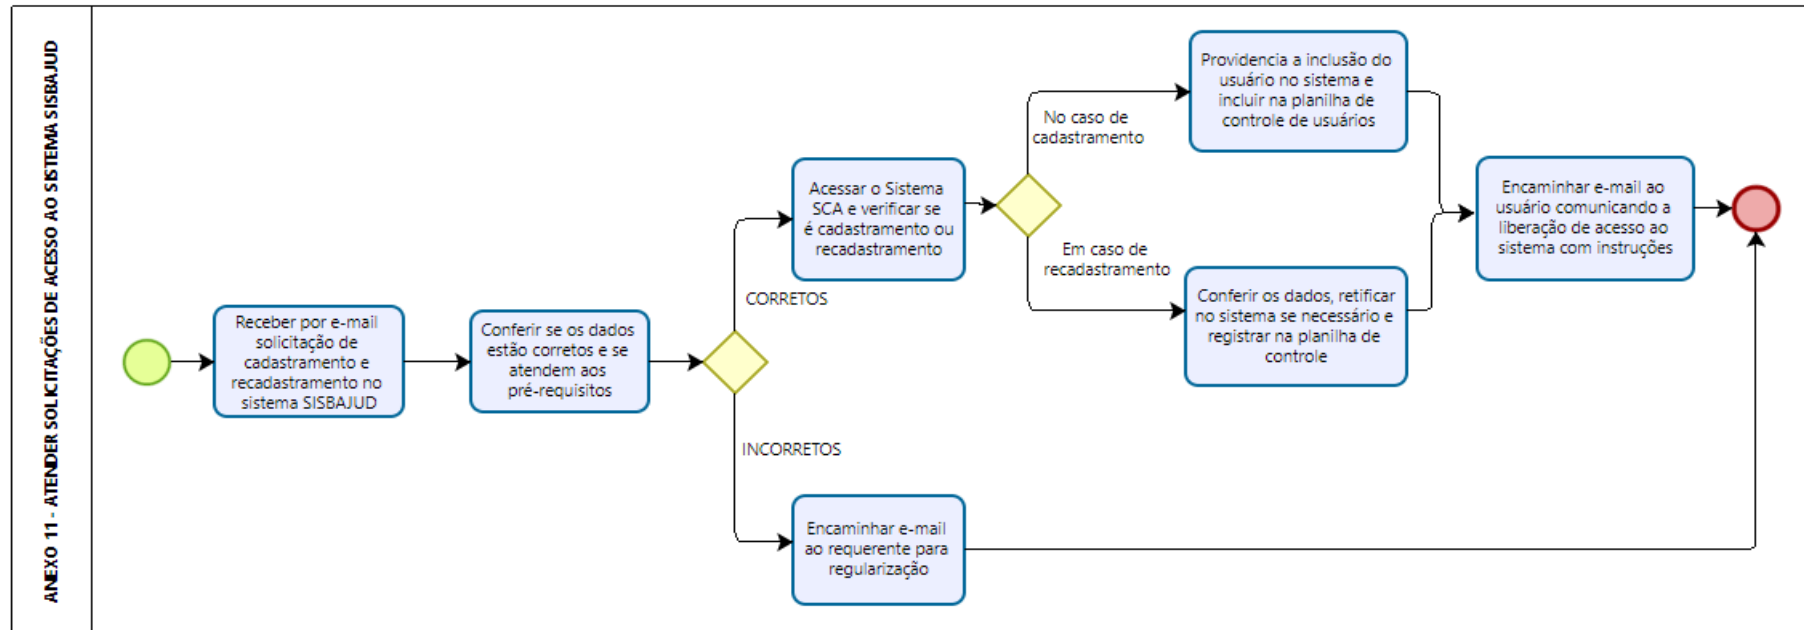 ANEXO 11 - ATENDER SOLICITAÇÕES DE ACESSO AO SISTEMA SISBAJUD
Receber por e-mail
solicitação de
cadastramento e
recadastramento no
sistema SISBAJUD
Conferir se os dados
estão corretos e se
atendem aos
pré-requisitos
CORRETOS
INCORRETOS
Acessar o Sistema
SCA e verificar se
é cadastramento ou
recadastramento
Encaminhar e-mail
ao requerente para
regularização
No caso de
cadastramento
Em caso de
recadastramento
Providencia a inclusão do
usuário no sistema e
incluir na planilha de
controle de usuários
Conferir os dados, retificar
no sistema se necessário e
registrar na planilha de
controle
Encaminhar e-mail ao
usuário comunicando a
liberação de acesso ao
sistema com instruções